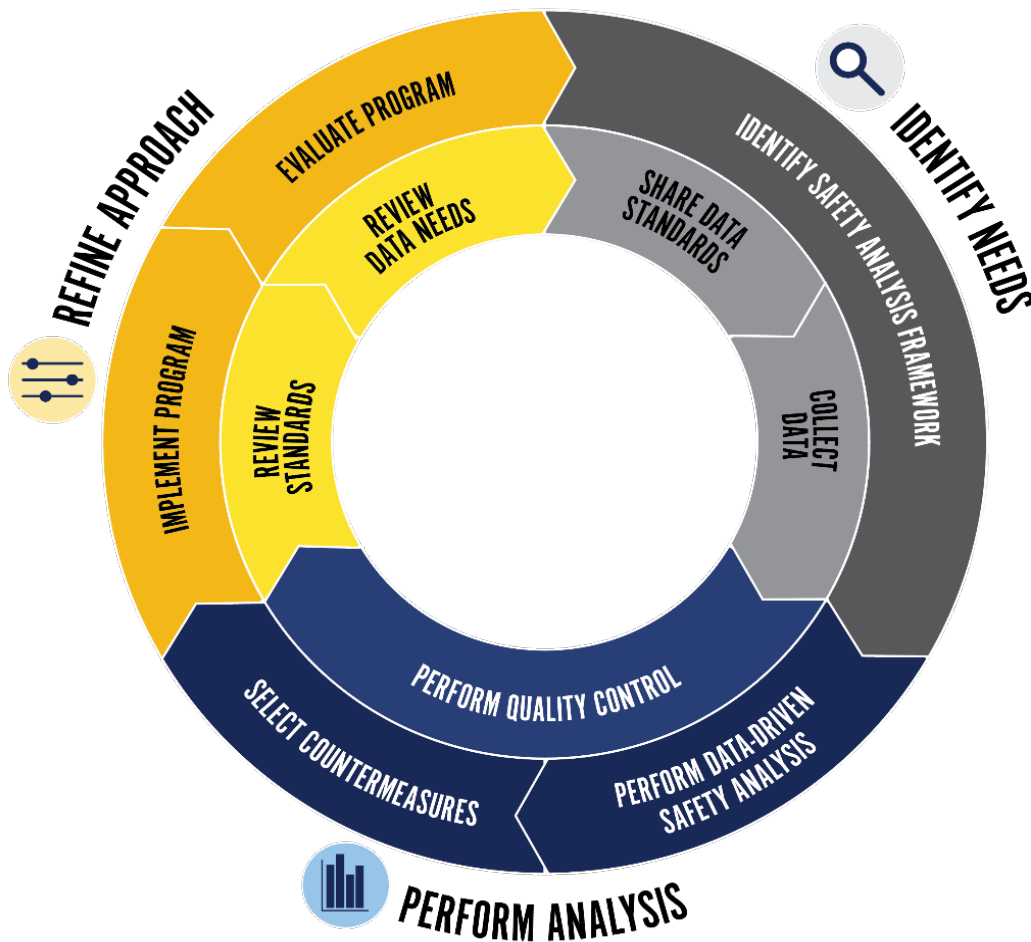 IDENTIFY NEEDS
IDENTIFY SAFETY ANALYSIS FRAMEWORK
SHARE DATA
STANDARDS
COLLECT
DATA
PERFORM ANALYSIS
PERFORM DATA-DRIVEN
SAFETY ANALYSIS
SELECT COUNTERMEASURES
PERFORM QUALITY CONTROL
REFINE APPROACH
IMPLEMENT PROGRAM
EVALUATE PROGRAM
REVIEW
STANDARDS
REVIEW
DATA NEEDS